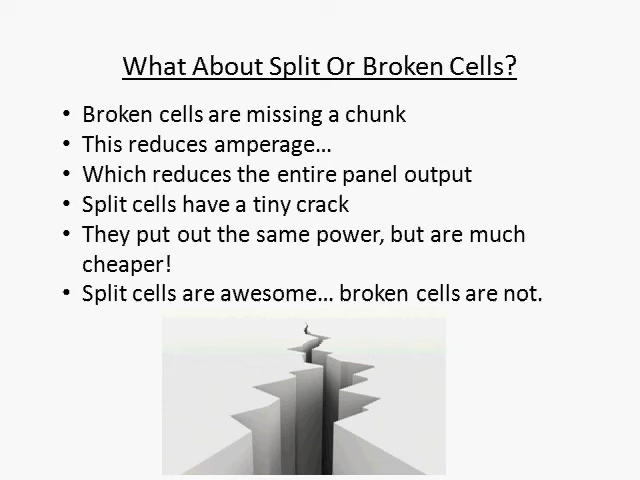 What About Split Or Broken Cells?
• Broken cells are missing a chunk
• This reduces amperage…
• Which reduces the entire panel output
• Split cells have a tiny crack
• They put out the same power, but are much
cheaper!
• Split cells are awesome… broken cells are not.